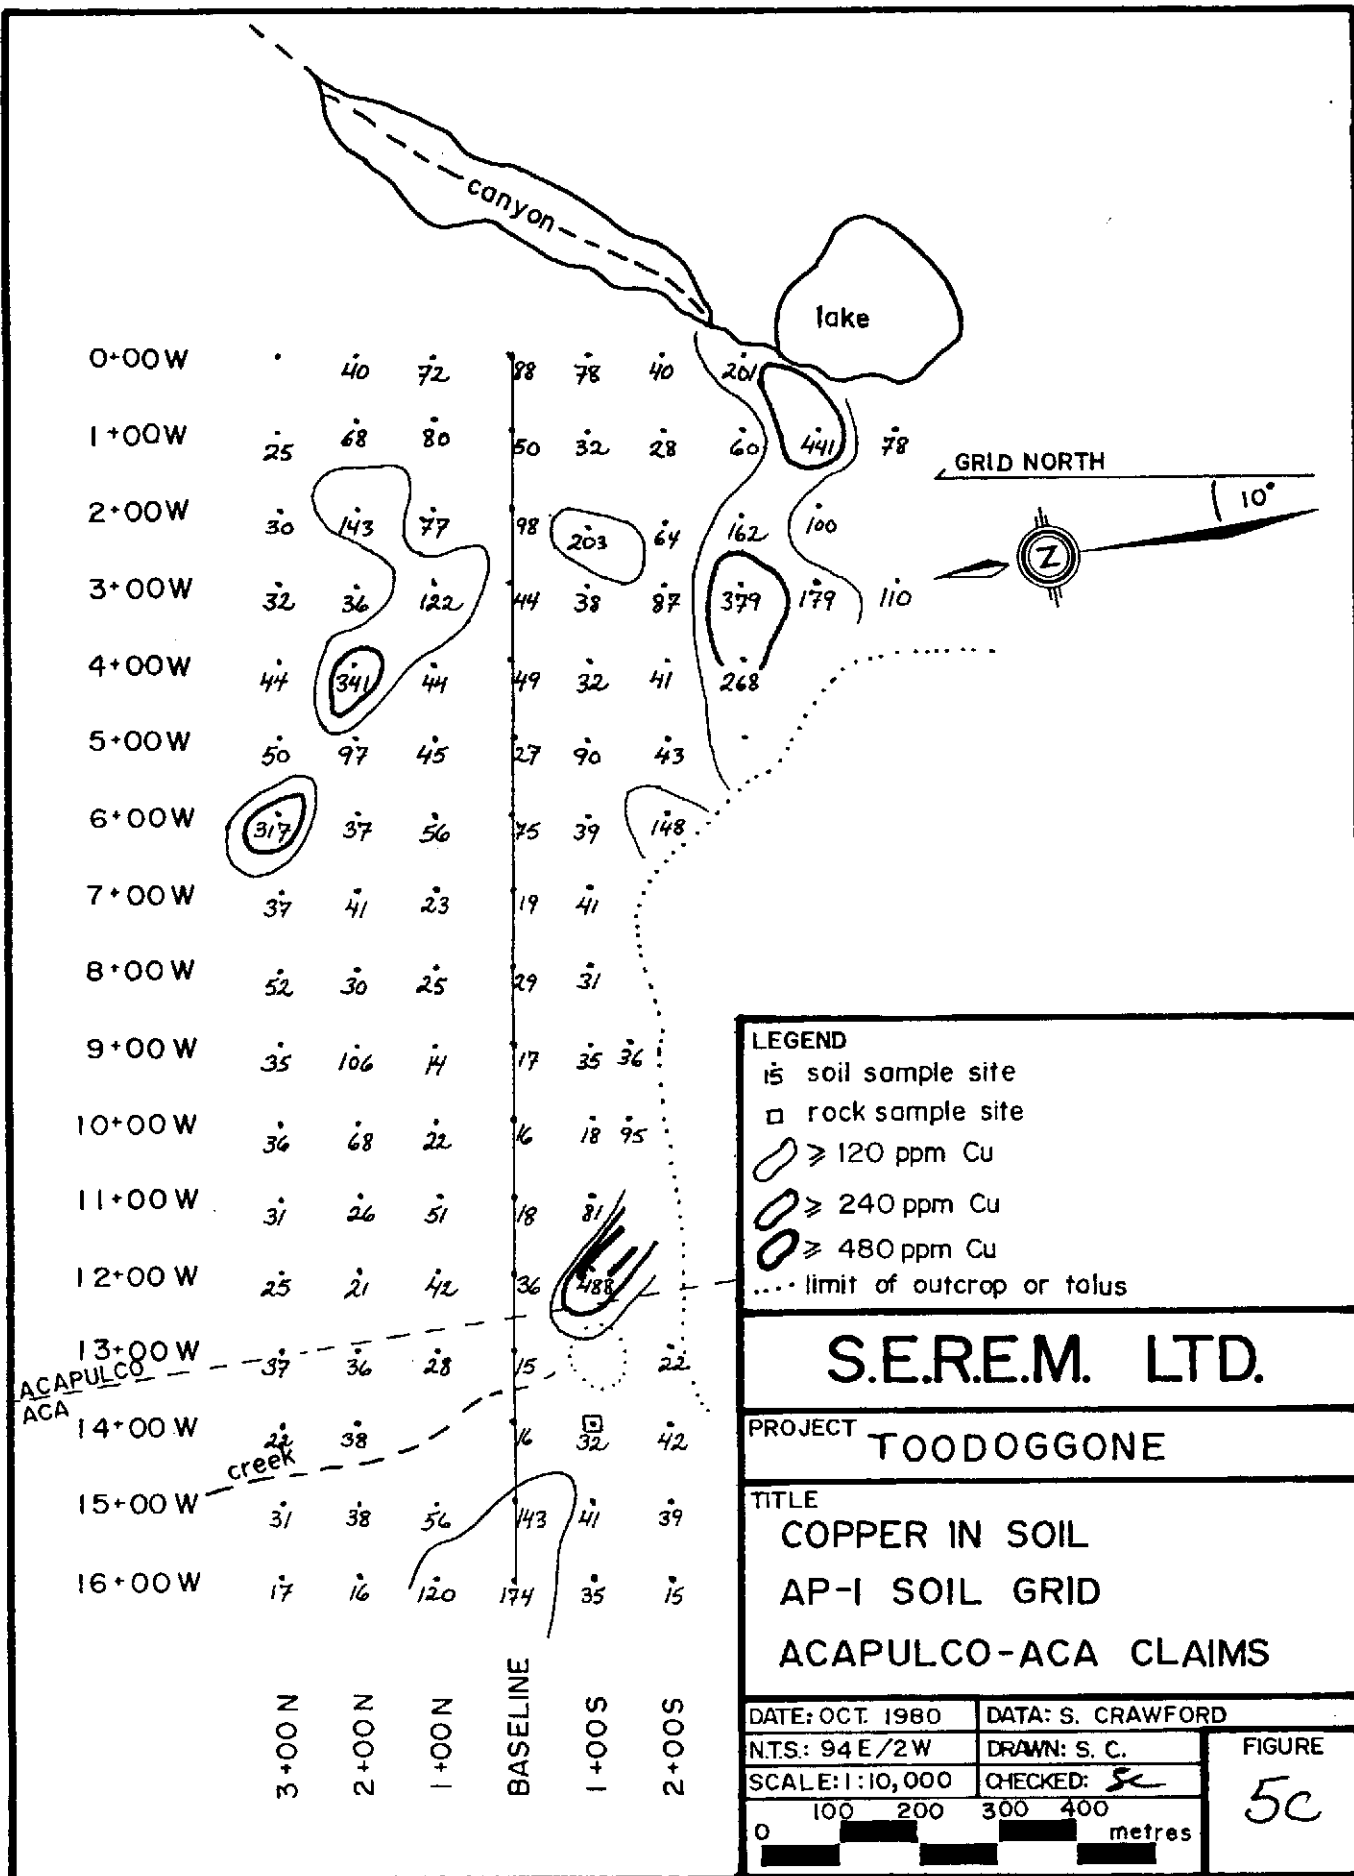 canyon
lake
0+00W 40 72 88 78 40 201
1+00W 25 68 80 50 32 28 60 441 78
GRID NORTH
10°
2+00W 30 143 77 98 203 64 162 100
Z
3+00W 32 36 122 44 38 87 379 179 110
4+00W 44 341 44 49 32 41 268
5+00W 50 97 45 27 90 43
6+00W 317 37 56 75 39 148
7+00W 37 41 23 19 41
8+00W 52 30 25 29 31
9+00W 35 106 14 17 35 36
10+00W 36 68 22 16 18 95
11+00W 31 26 51 18 81
12+00W 25 21 42 36 488
13+00W 37 36 28 15 22
ACAPULCO
ACA
14+00W 22 38 16 32 42
creek
15+00W 31 38 56 143 41 39
16+00W 17 16 120 174 35 15
3+00N 2+00N 1+00N BASELINE 1+00S 2+00S
LEGEND
15 soil sample site
rock sample site
≥ 120 ppm Cu
≥ 240 ppm Cu
≥ 480 ppm Cu
.... limit of outcrop or talus
S.E.R.E.M. LTD.
PROJECT TOODOGGONE
TITLE
COPPER IN SOIL
AP-1 SOIL GRID
ACAPULCO-ACA CLAIMS
DATE: OCT. 1980 DATA: S. CRAWFORD
N.T.S.: 94E/2W DRAWN: S. C.
SCALE: 1:10,000 CHECKED: SC
FIGURE
5C
0 100 200 300 400 metres